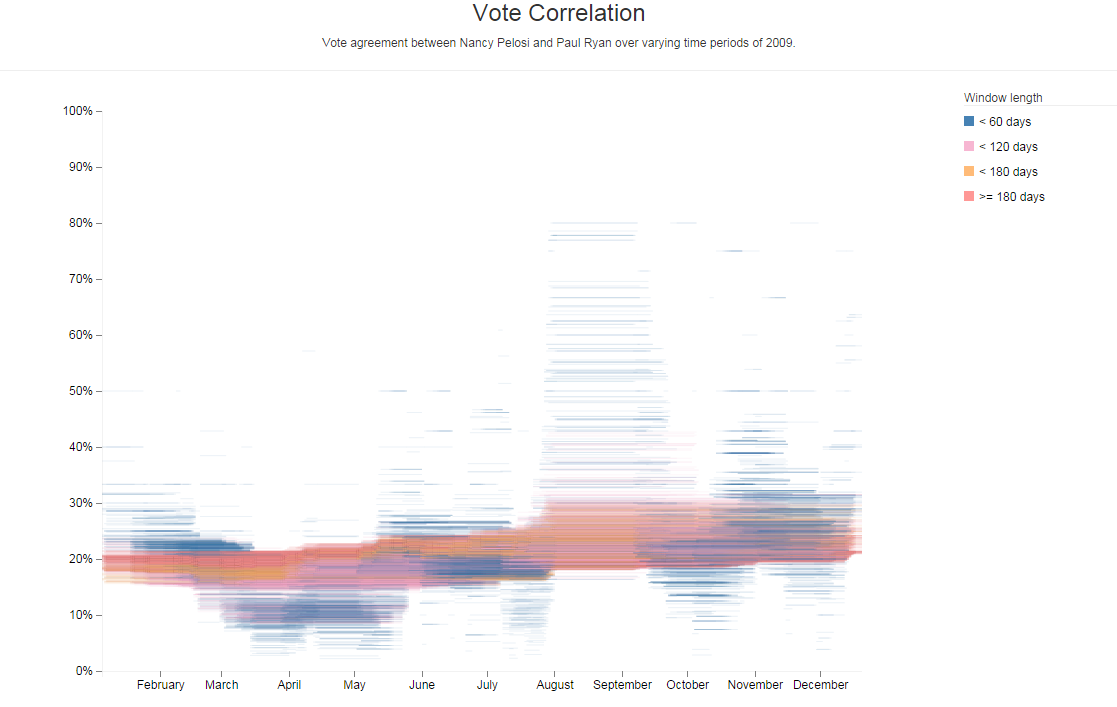 Vote Correlation
Vote agreement between Nancy Pelosi and Paul Ryan over varying time periods of 2009.
Window length
< 60 days
< 120 days
< 180 days
>= 180 days
100%
90%
80%
70%
60%
50%
40%
30%
20%
10%
0%
February March April May June July August September October November December